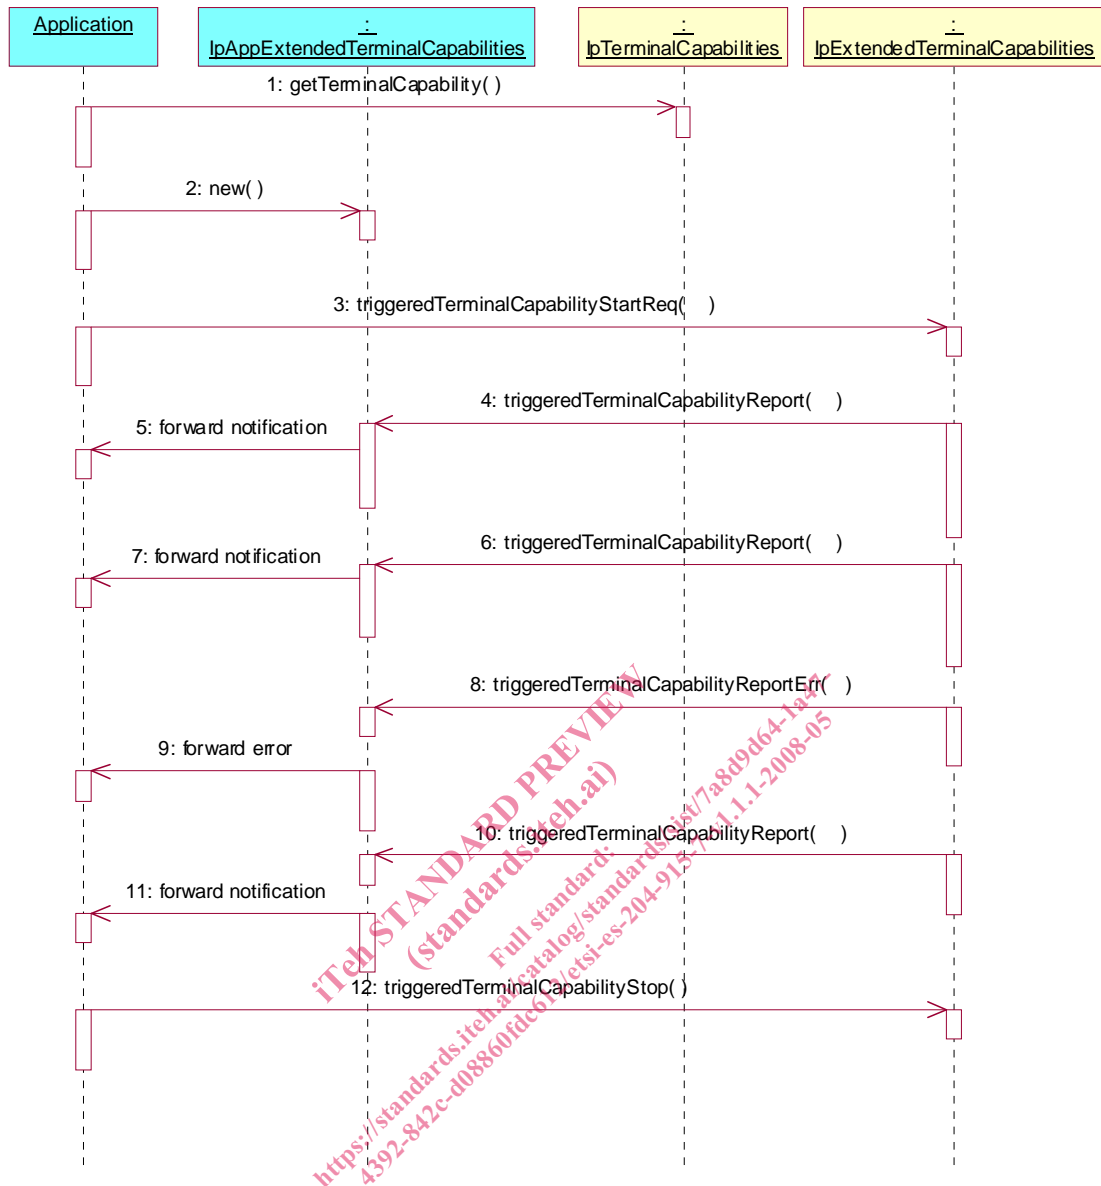 Application
:
IpAppExtendedTerminalCapabilities
:
IpTerminalCapabilities
:
IpExtendedTerminalCapabilities
1: getTerminalCapability( )
2: new( )
3: triggeredTerminalCapabilityStartReq( )
4: triggeredTerminalCapabilityReport( )
5: forward notification
6: triggeredTerminalCapabilityReport( )
7: forward notification
8: triggeredTerminalCapabilityReportErr( )
9: forward error
10: triggeredTerminalCapabilityReport( )
11: forward notification
12: triggeredTerminalCapabilityStop( )
iTeh STANDARD PREVIEW
(standards.iteh.ai)
Full standard:
https://standards.iteh.ai/catalog/standards/sist/7a8d9d64-1a47-
4392-842c-d08860fdc612/etsi-es-204-915-7-v1.1.1-2008-05